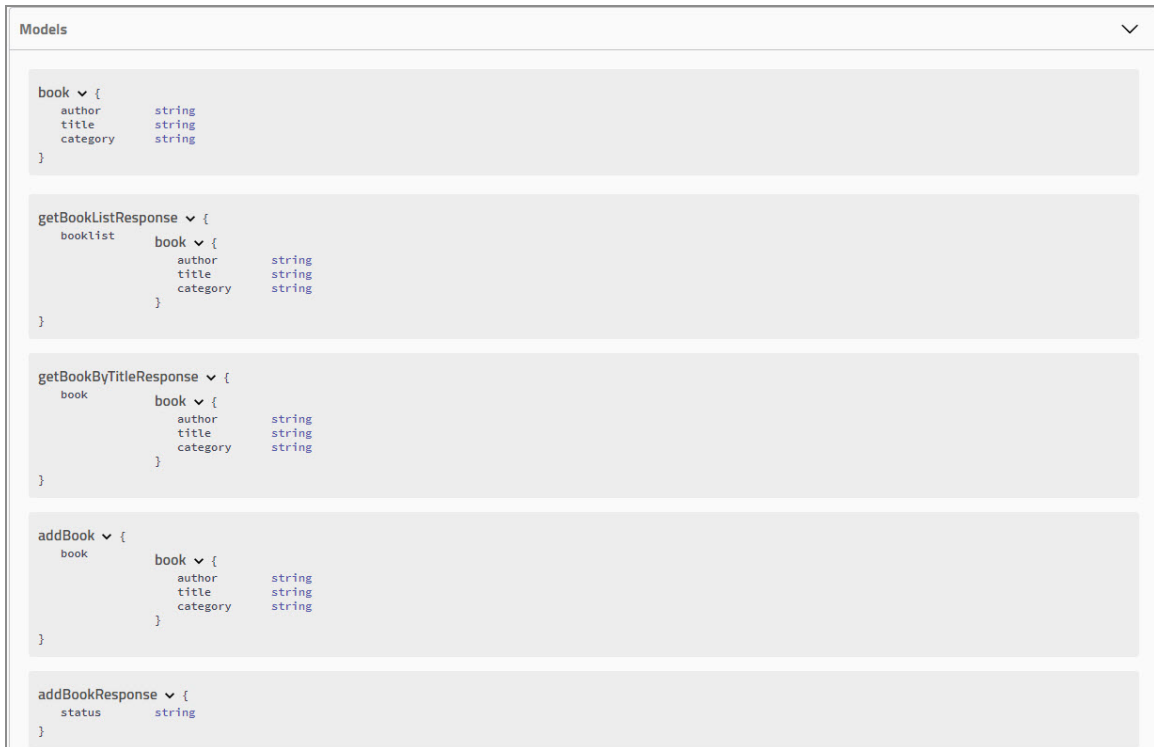 Models
book {
author string
title string
category string
}
getBookListResponse {
booklist book {
author string
title string
category string
}
}
getBookByTitleResponse {
book book {
author string
title string
category string
}
}
addBook {
book book {
author string
title string
category string
}
}
addBookResponse {
status string
}